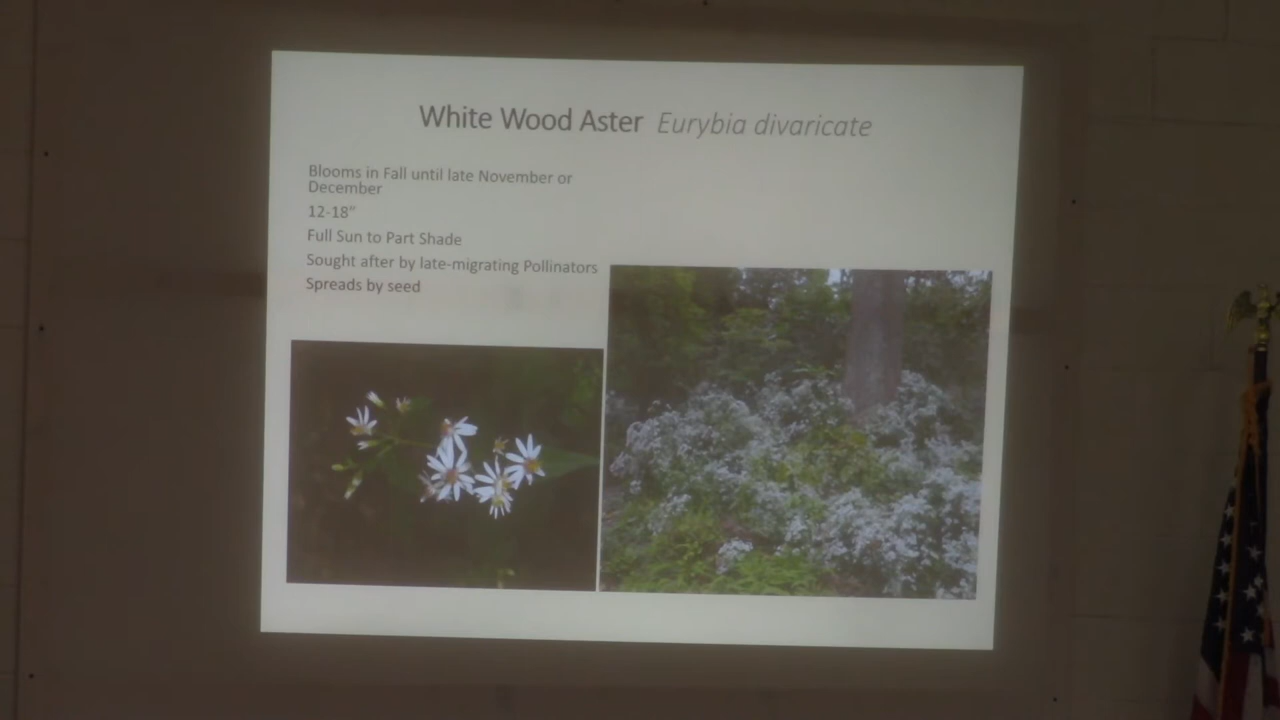 White Wood Aster Eurybia divaricate
Blooms in Fall until late November or
December
12-18"
Full Sun to Part Shade
Sought after by late-migrating Pollinators
Spreads by seed